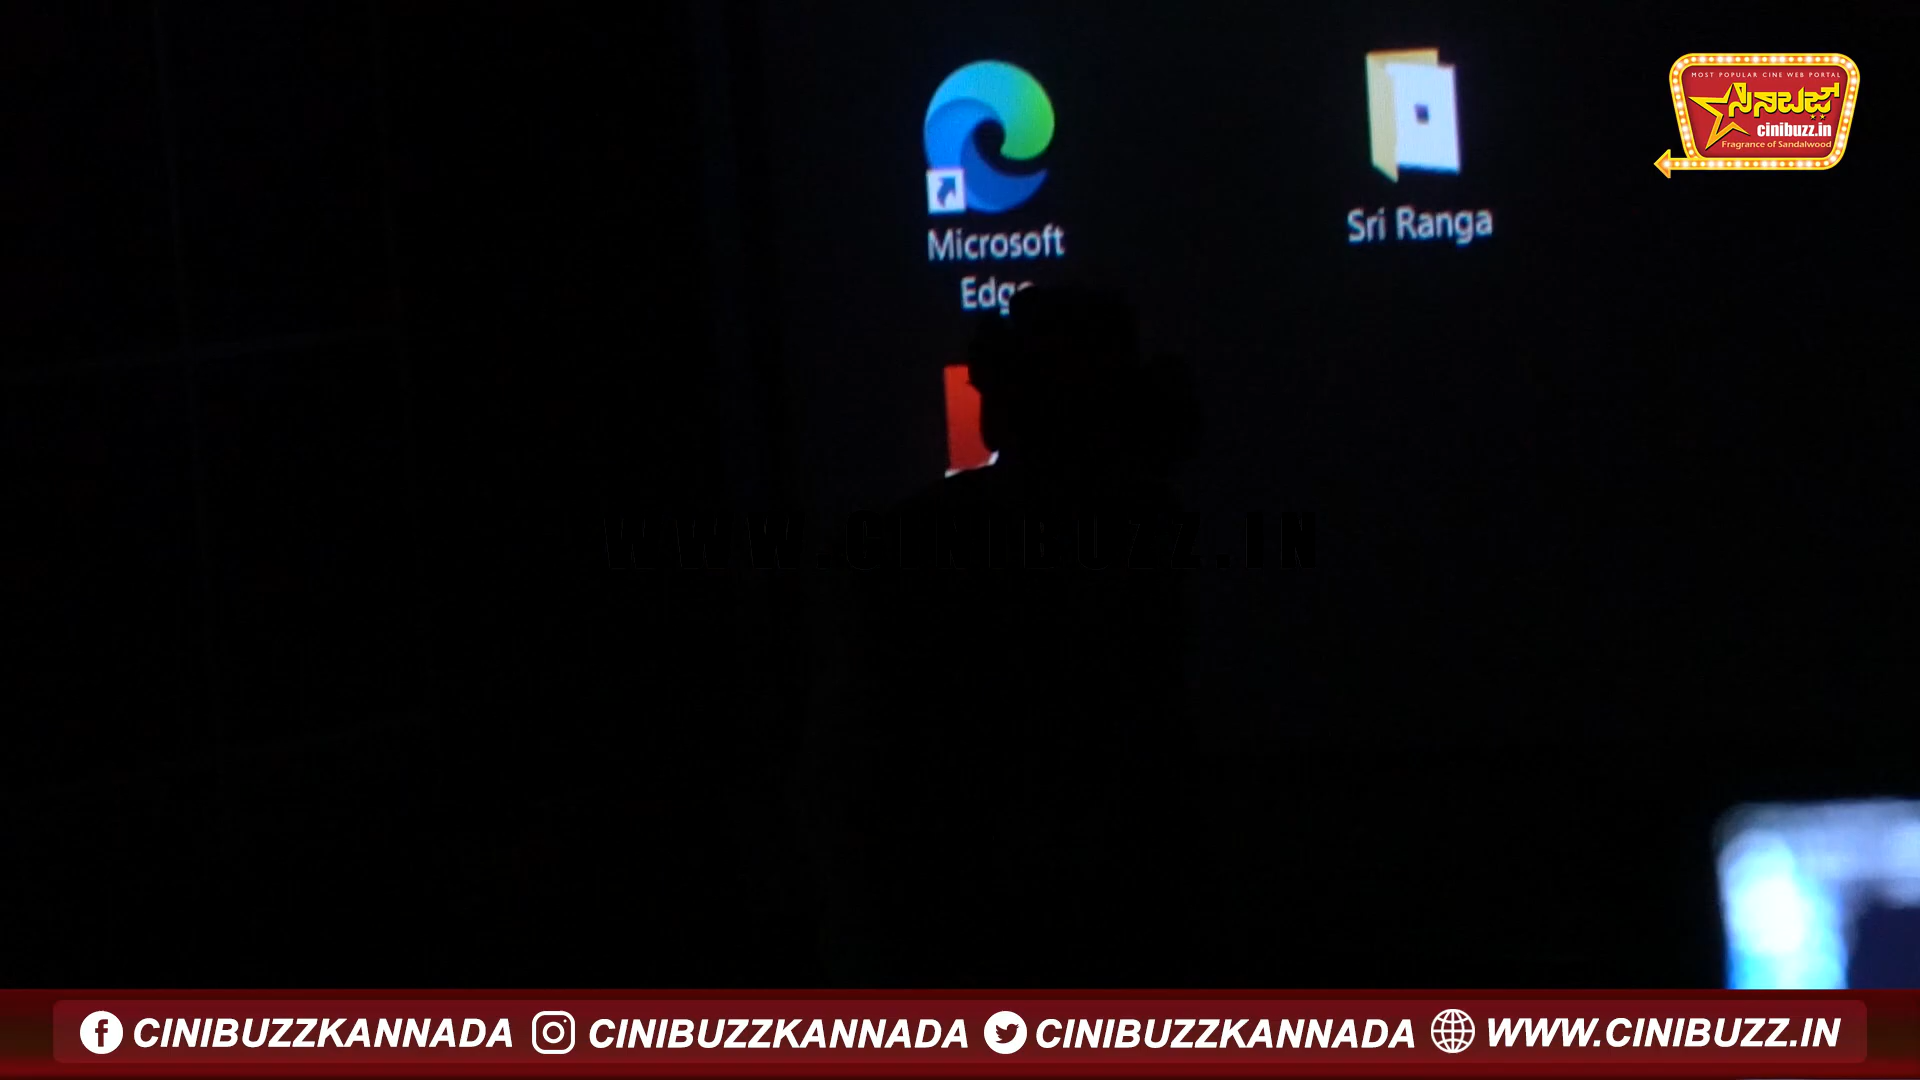 Microsoft
Edge
Sri Ranga
MOST POPULAR CINE WEB PORTAL
ಸಿನಿಬಜ಼್
cinibuzz.in
Fragrance of Sandalwood
WWW.CINIBUZZ.IN
CINIBUZZKANNADA CINIBUZZKANNADA CINIBUZZKANNADA WWW.CINIBUZZ.IN